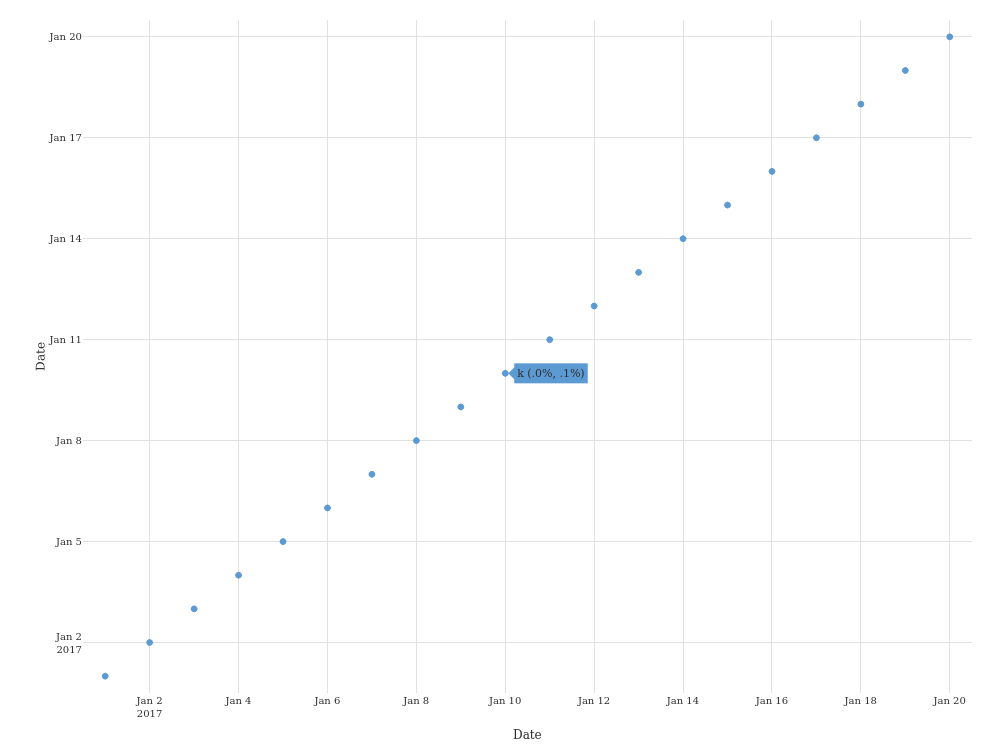 Jan 20
Jan 17
Jan 14
Jan 11
Date
k (.0%, .1%)
Jan 8
Jan 5
Jan 2
2017
Jan 2
2017
Jan 4
Jan 6
Jan 8
Jan 10
Jan 12
Jan 14
Jan 16
Jan 18
Jan 20
Date